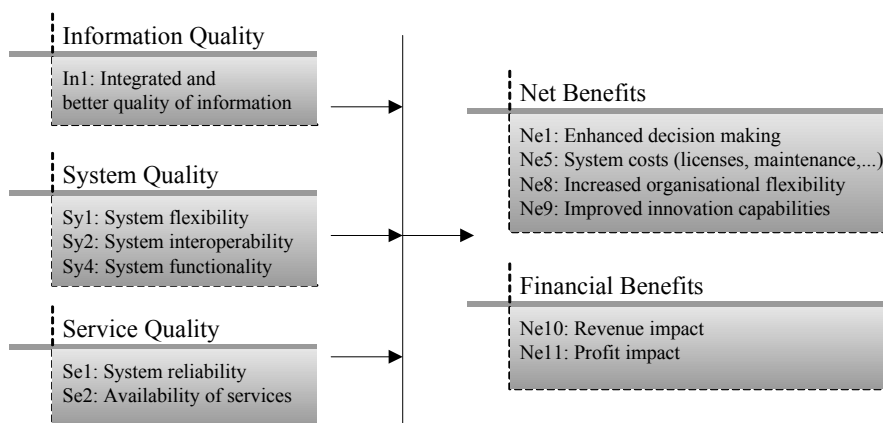 Information Quality
In1: Integrated and
better quality of information
System Quality
Sy1: System flexibility
Sy2: System interoperability
Sy4: System functionality
Service Quality
Se1: System reliability
Se2: Availability of services
Net Benefits
Ne1: Enhanced decision making
Ne5: System costs (licenses, maintenance,...)
Ne8: Increased organisational flexibility
Ne9: Improved innovation capabilities
Financial Benefits
Ne10: Revenue impact
Ne11: Profit impact